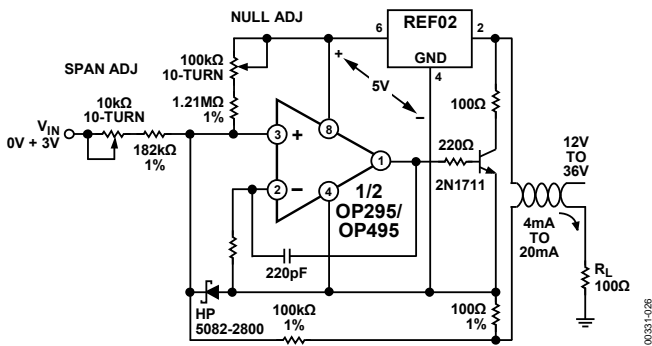 NULL ADJ
REF02
6
2
GND
4
SPAN ADJ
100kΩ
10-TURN
+
5V
−
100Ω
10kΩ
10-TURN
1.21MΩ
1%
VIN
0V + 3V
182kΩ
1%
3
+
8
1
220Ω
2N1711
12V
TO
36V
2
−
4
1/2
OP295/
OP495
4mA
TO
20mA
220pF
RL
100Ω
HP
5082-2800
100kΩ
1%
100Ω
1%
00331-026